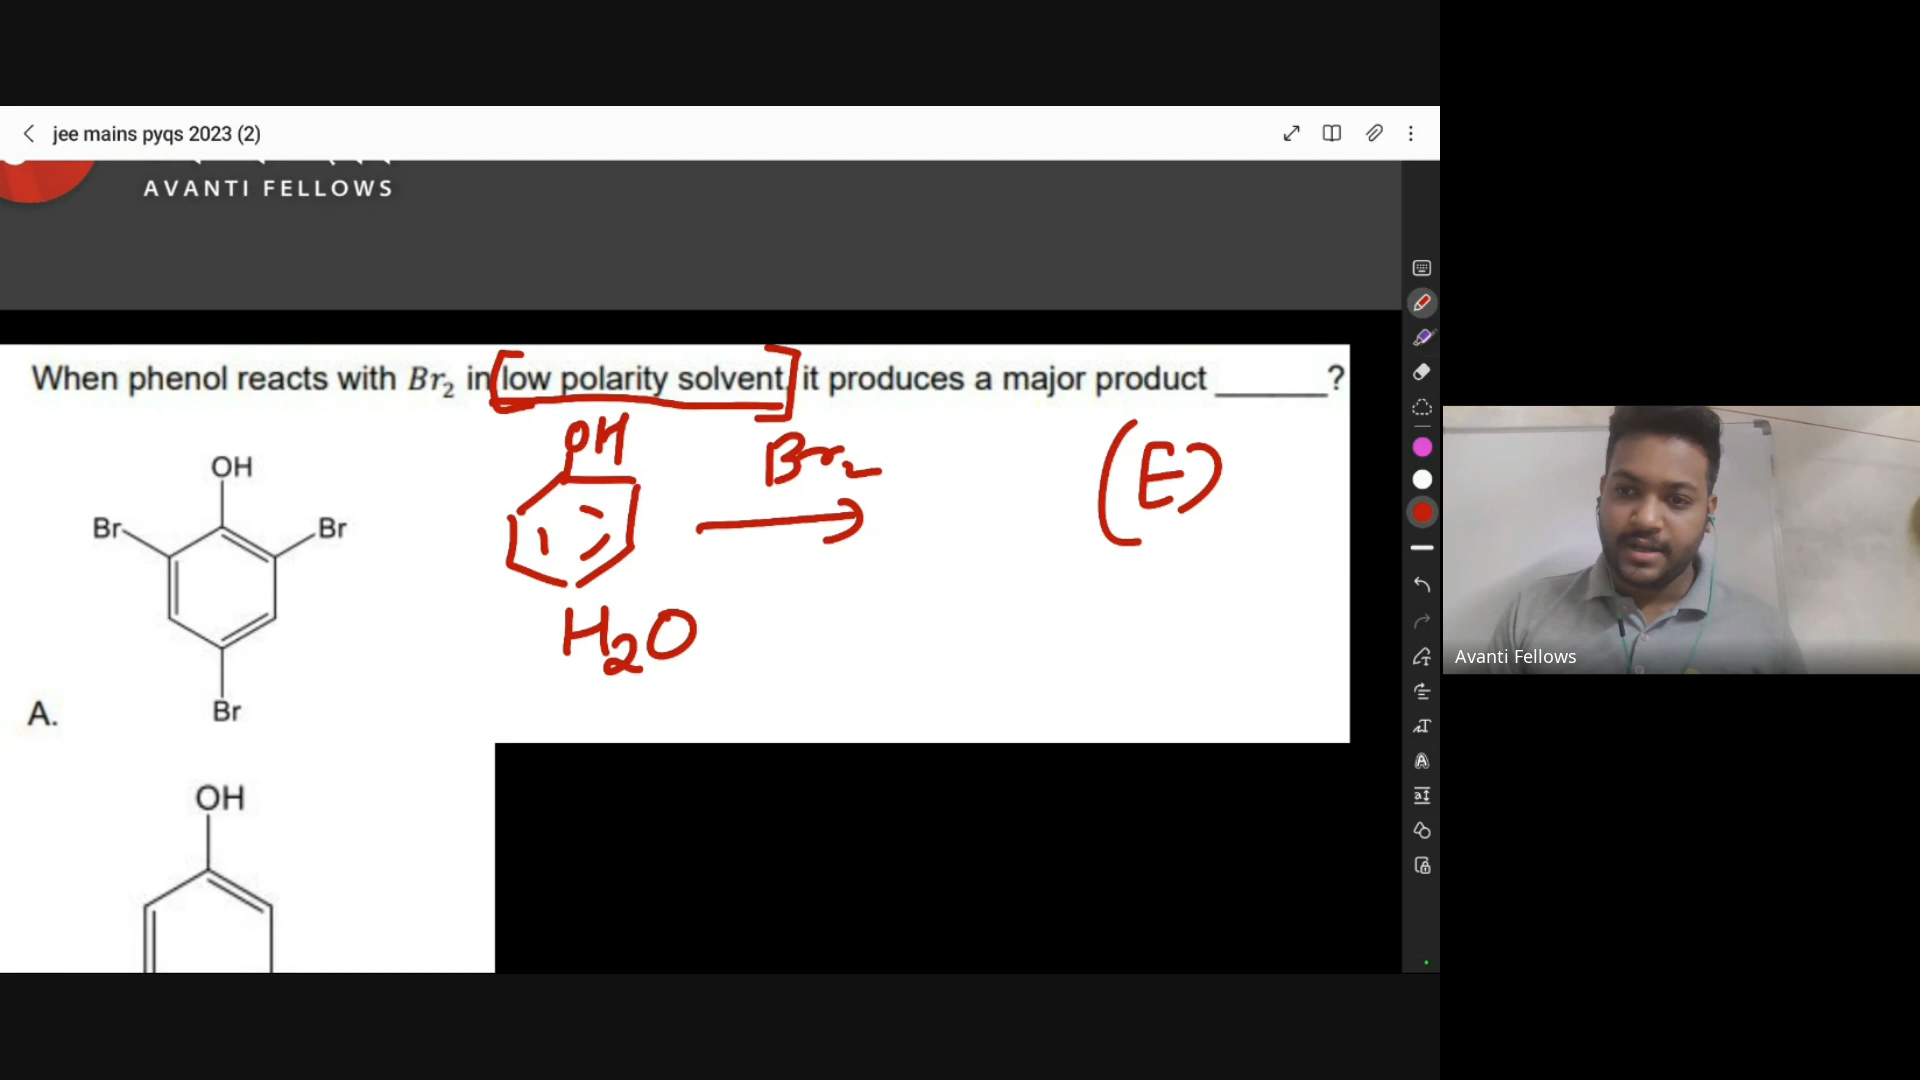 jee mains pyqs 2023 (2)
AVANTI FELLOWS
When phenol reacts with Br₂ in low polarity solvent, it produces a major product ______?
OH
Br₂
(E)
OH
Br
Br
H₂O
A.
Br
OH
Avanti Fellows